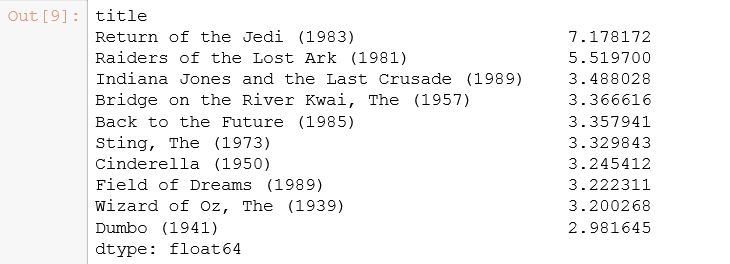 Out[9]: title
Return of the Jedi (1983) 7.178172
Raiders of the Lost Ark (1981) 5.519700
Indiana Jones and the Last Crusade (1989) 3.488028
Bridge on the River Kwai, The (1957) 3.366616
Back to the Future (1985) 3.357941
Sting, The (1973) 3.329843
Cinderella (1950) 3.245412
Field of Dreams (1989) 3.222311
Wizard of Oz, The (1939) 3.200268
Dumbo (1941) 2.981645
dtype: float64